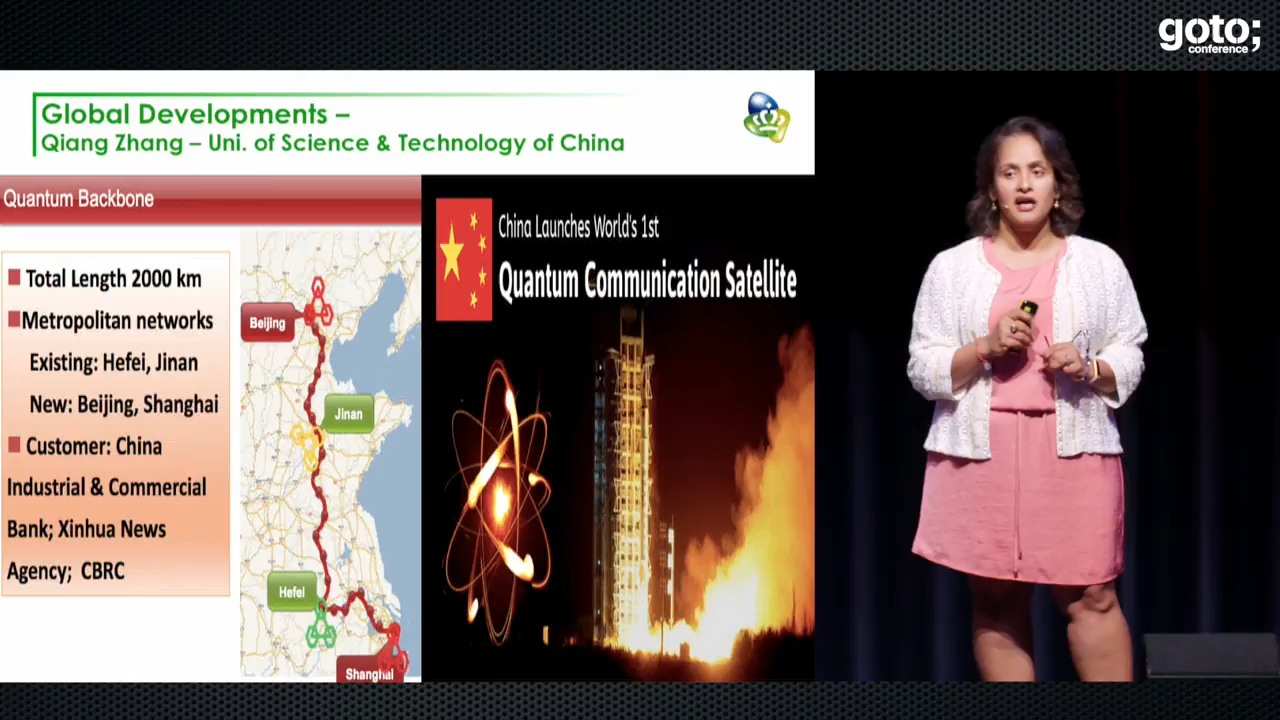 goto;
conference
Global Developments –
Qiang Zhang – Uni. of Science & Technology of China
Quantum Backbone
Total Length 2000 km
Metropolitan networks
Existing: Hefei, Jinan
New: Beijing, Shanghai
Customer: China
Industrial & Commercial
Bank; Xinhua News
Agency; CBRC
Beijing
Jinan
Hefei
Shanghai
China Launches World's 1st
Quantum Communication Satellite